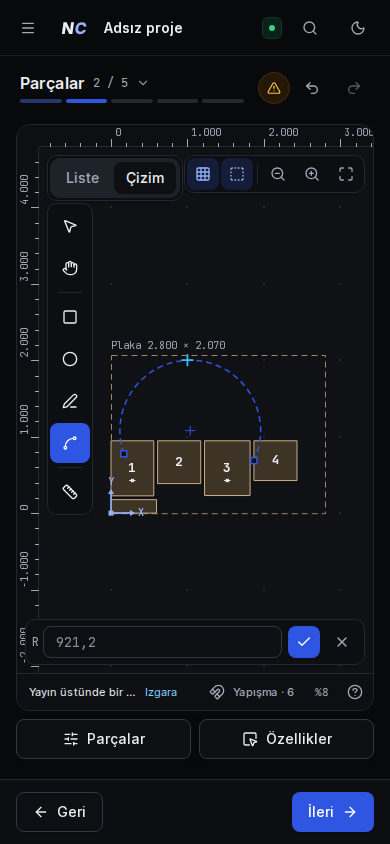 NC Adsız proje
Parçalar 2 / 5
0 1.000 2.000 3.000
Liste Çizim
4.000
3.000
2.000
1.000
0
-1.000
-2.000
Plaka 2.800 × 2.070
1 2 3 4
Y
X
R 921,2
Yayın üstünde bir ... Izgara Yapışma · 6 %8
Parçalar Özellikler
Geri İleri